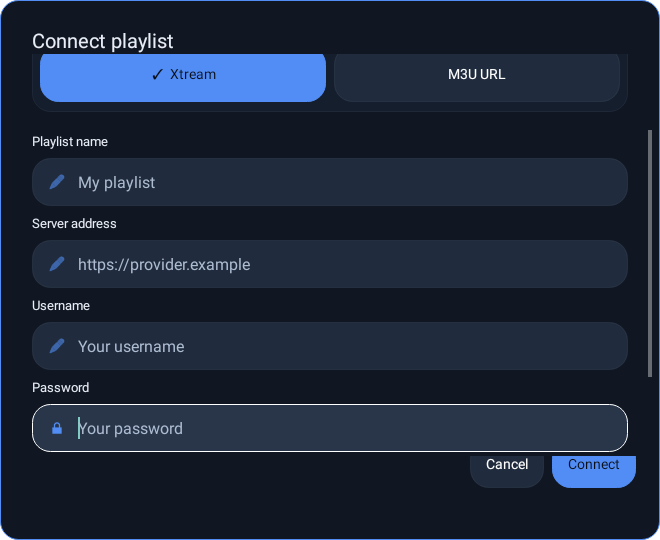 Connect playlist
✓ Xtream
M3U URL
Playlist name
My playlist
Server address
https://provider.example
Username
Your username
Password
Your password
Cancel
Connect